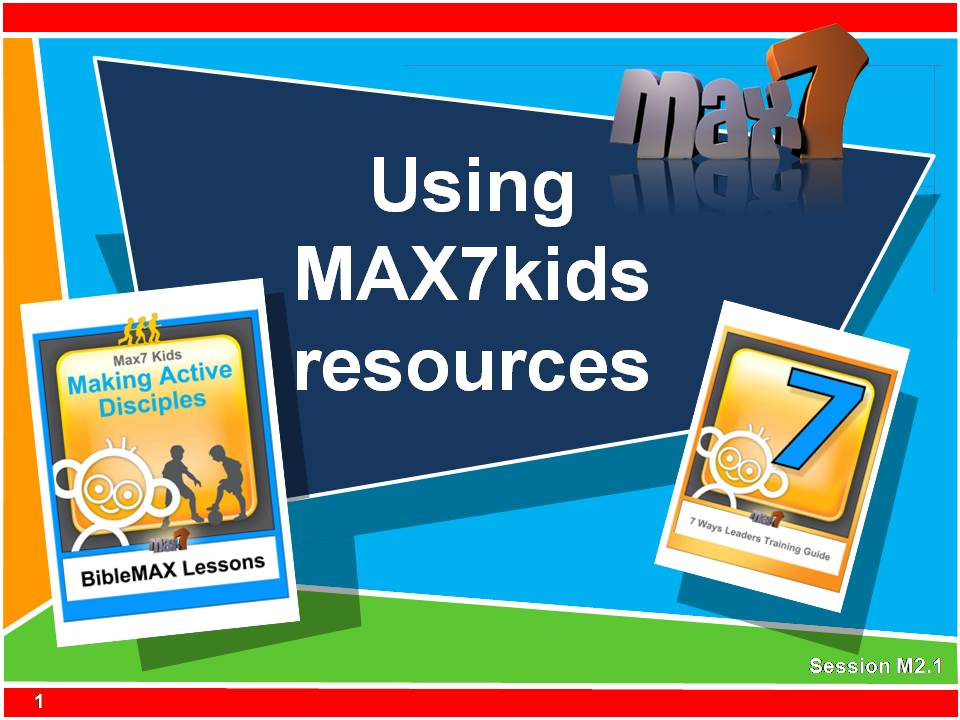 max7
Using
MAX7kids
resources
Max7 Kids
Making Active
Disciples
max7
BibleMAX Lessons
7
max7
7 Ways Leaders Training Guide
Session M2.1
1